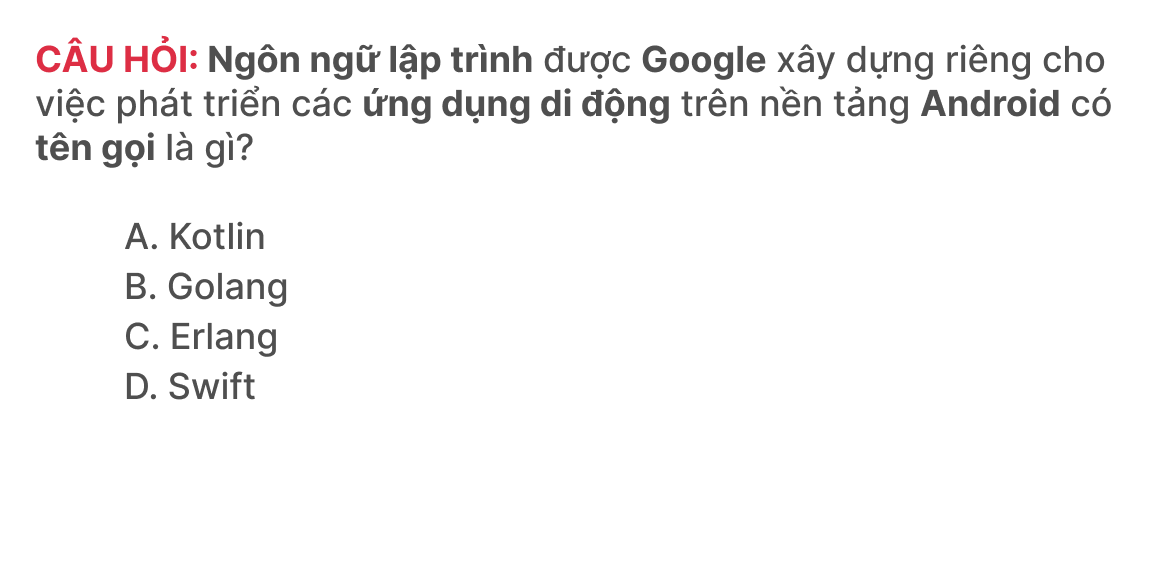 CÂU HỎI: Ngôn ngữ lập trình được Google xây dựng riêng cho
việc phát triển các ứng dụng di động trên nền tảng Android có
tên gọi là gì?
A. Kotlin
B. Golang
C. Erlang
D. Swift